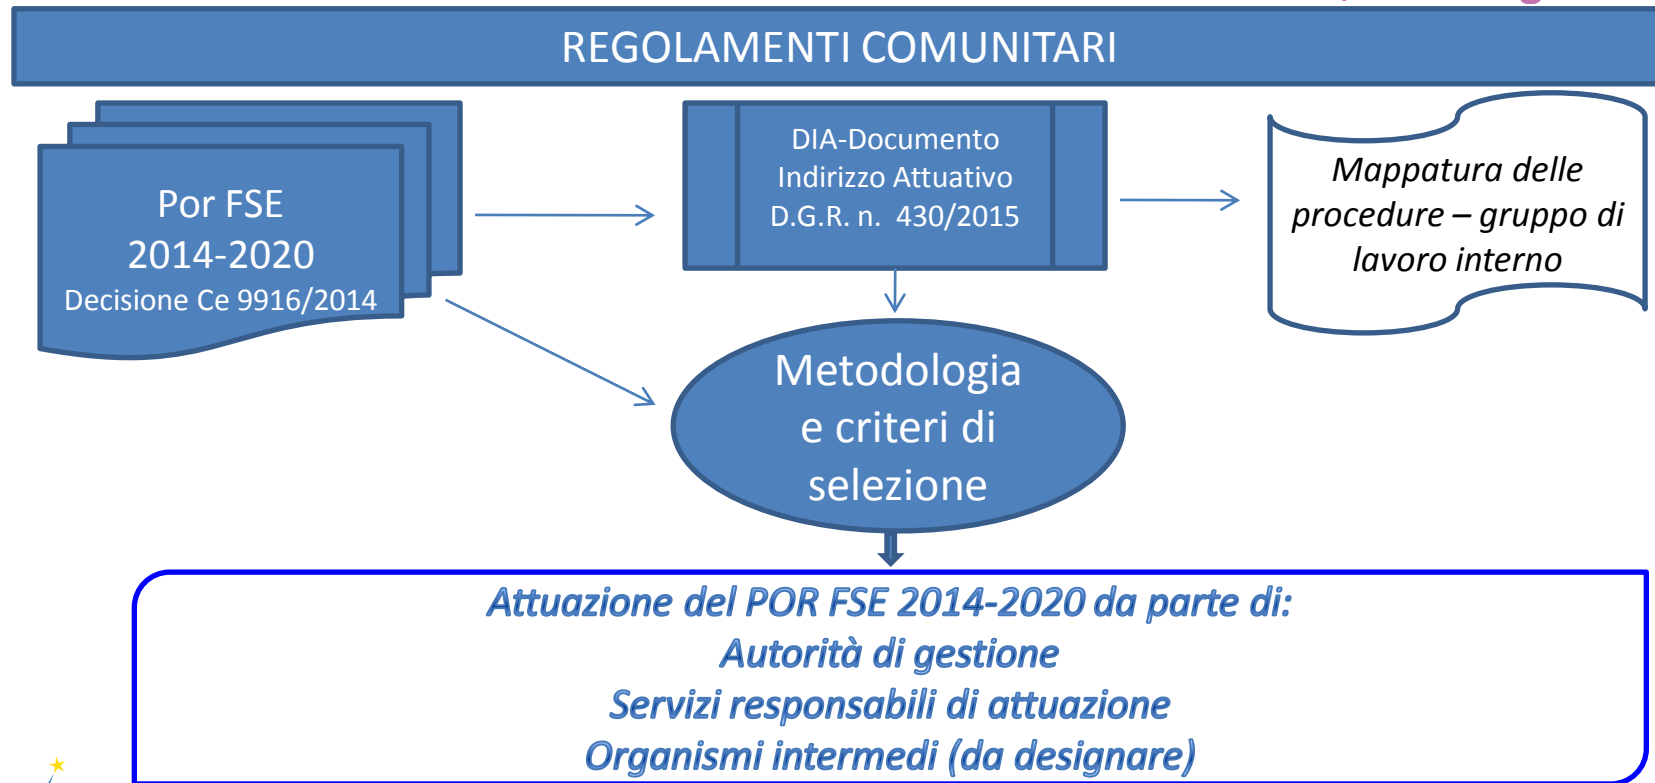 REGOLAMENTI COMUNITARI
Por FSE
2014-2020
Decisione Ce 9916/2014
DIA-Documento
Indirizzo Attuativo
D.G.R. n. 430/2015
Mappatura delle
procedure – gruppo di
lavoro interno
Metodologia
e criteri di
selezione
Attuazione del POR FSE 2014-2020 da parte di:
Autorità di gestione
Servizi responsabili di attuazione
Organismi intermedi (da designare)